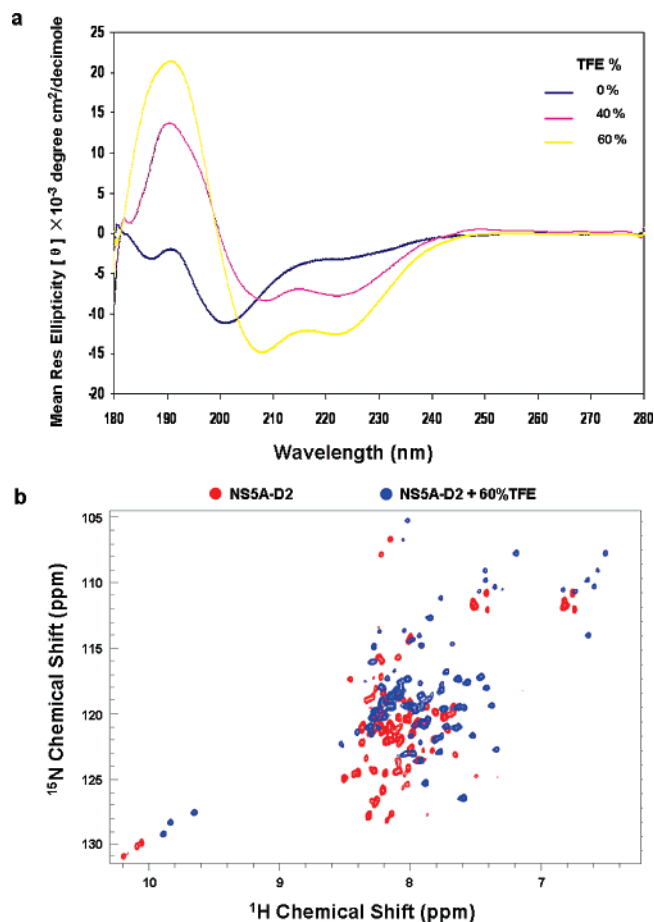 a
Mean Res Ellipticity [ θ ] ×10⁻³ degree cm²/decimole
25
20
15
10
5
0
-5
-10
-15
-20
TFE %
0 %
40 %
60 %
180 190 200 210 220 230 240 250 260 270 280
Wavelength (nm)
b
NS5A-D2 NS5A-D2 + 60%TFE
¹⁵N Chemical Shift (ppm)
105
110
115
120
125
130
10 9 8 7
¹H Chemical Shift (ppm)